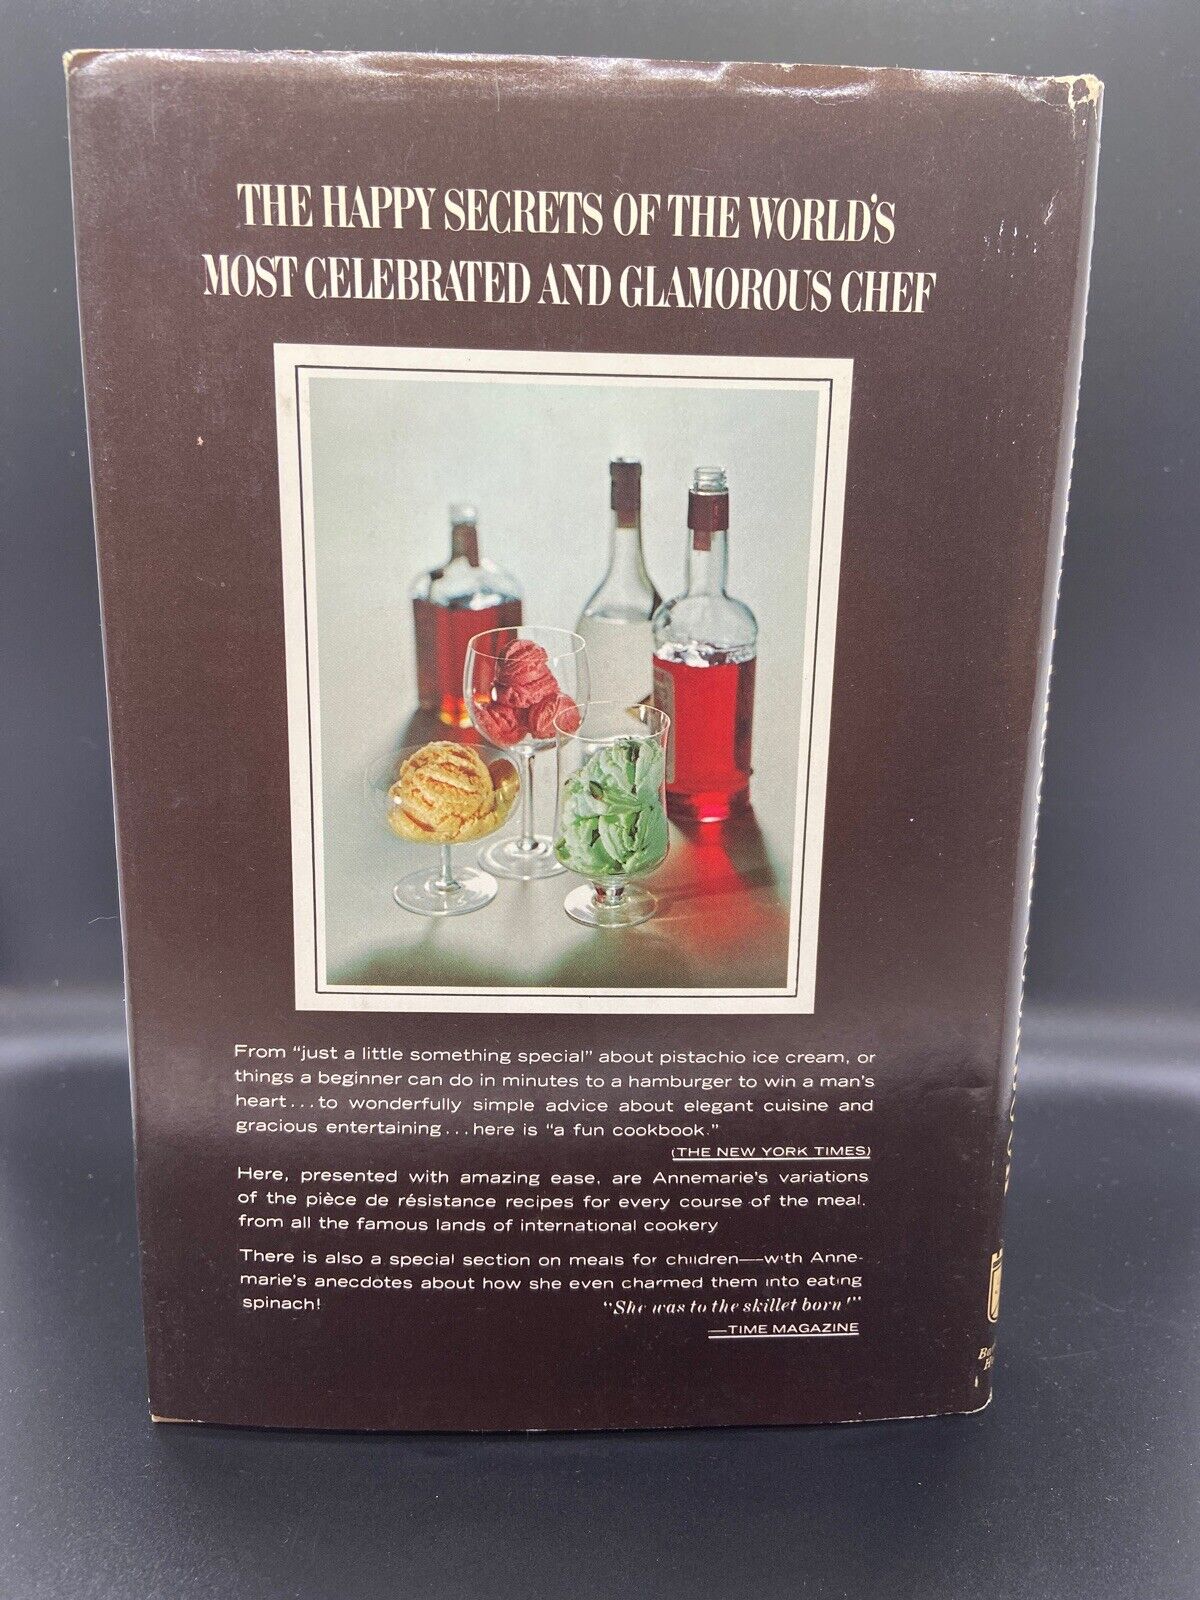 THE HAPPY SECRETS OF THE WORLD'S
MOST CELEBRATED AND GLAMOROUS CHEF
From "just a little something special" about pistachio ice cream, or
things a beginner can do in minutes to a hamburger to win a man's
heart...to wonderfully simple advice about elegant cuisine and
gracious entertaining...here is "a fun cookbook."
(THE NEW YORK TIMES)
Here, presented with amazing ease, are Annemarie's variations
of the pièce de résistance recipes for every course of the meal,
from all the famous lands of international cookery
There is also a special section on meals for children—with Anne-
marie's anecdotes about how she even charmed them into eating
spinach!
"She was to the skillet born!"
—TIME MAGAZINE